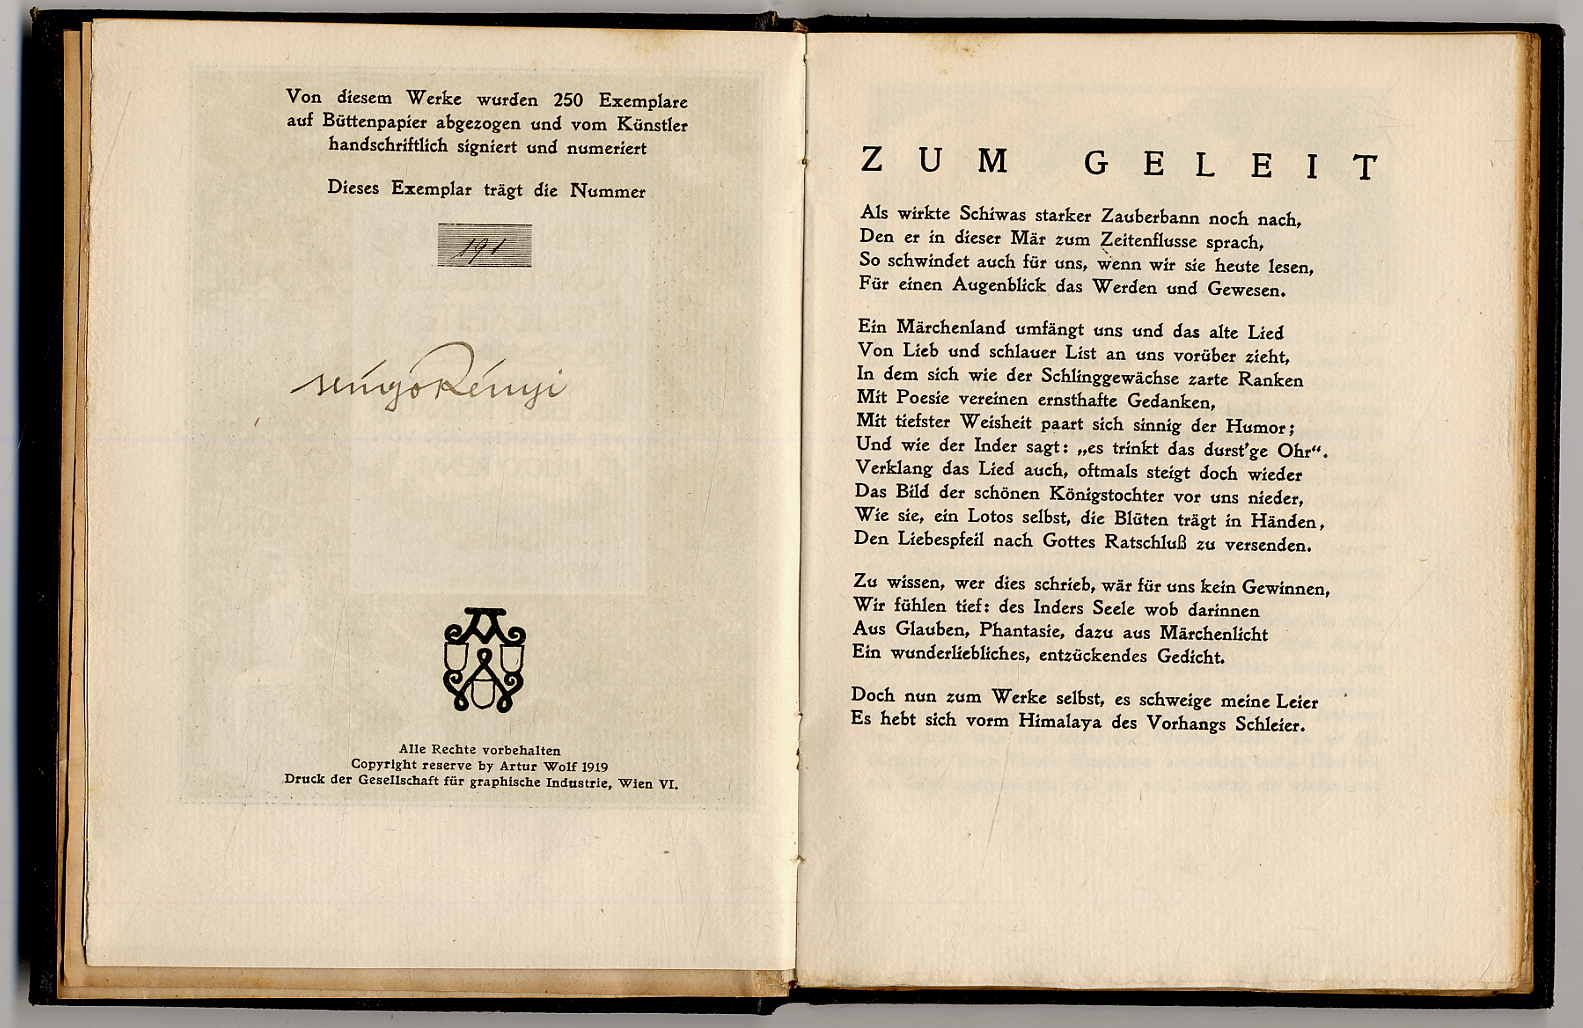 Von diesem Werke wurden 250 Exemplare
auf Büttenpapier abgezogen und vom Künstler
handschriftlich signiert und numeriert
Dieses Exemplar trägt die Nummer
191
Alle Rechte vorbehalten
Copyright reserve by Artur Wolf 1919
Druck der Gesellschaft für graphische Industrie, Wien VI.
ZUM GELEIT
Als wirkte Schiwas starker Zauberbann noch nach,
Den er in dieser Mär zum Zeitenflusse sprach,
So schwindet auch für uns, wenn wir sie heute lesen,
Für einen Augenblick das Werden und Gewesen.
Ein Märchenland umfängt uns und das alte Lied
Von Lieb und schlauer List an uns vorüber zieht,
In dem sich wie der Schlinggewächse zarte Ranken
Mit Poesie vereinen ernsthafte Gedanken,
Mit tiefster Weisheit paart sich sinnig der Humor;
Und wie der Inder sagt: „es trinkt das durst'ge Ohr“.
Verklang das Lied auch, oftmals steigt doch wieder
Das Bild der schönen Königstochter vor uns nieder,
Wie sie, ein Lotos selbst, die Blüten trägt in Händen,
Den Liebespfeil nach Gottes Ratschluß zu versenden.
Zu wissen, wer dies schrieb, wär für uns kein Gewinnen,
Wir fühlen tief: des Inders Seele wob darinnen
Aus Glauben, Phantasie, dazu aus Märchenlicht
Ein wunderliebliches, entzückendes Gedicht.
Doch nun zum Werke selbst, es schweige meine Leier
Es hebt sich vorm Himalaya des Vorhangs Schleier.